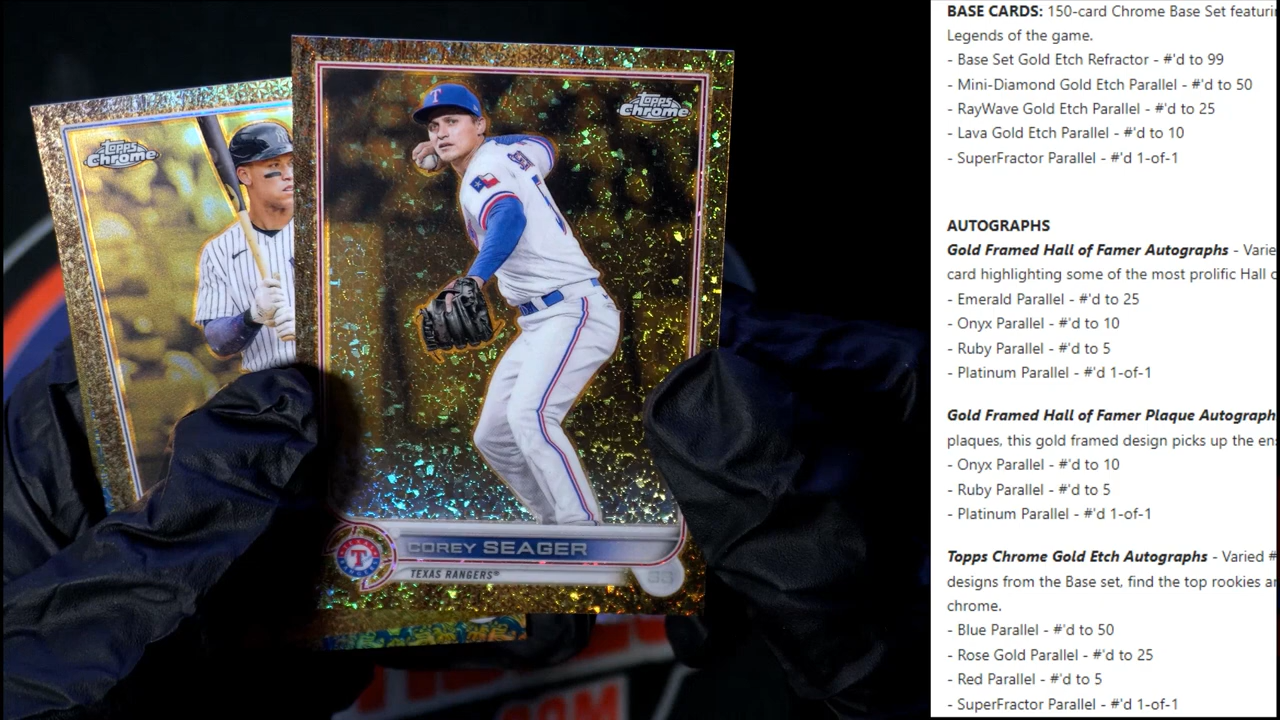 topps
Chrome
T
topps
Chrome
T
COREY SEAGER
TEXAS RANGERS®
.COM
BASE CARDS: 150-card Chrome Base Set
Legends of the game.
- Base Set Gold Etch Refractor - #'d to 99
- Mini-Diamond Gold Etch Parallel - #'d to 50
- RayWave Gold Etch Parallel - #'d to 25
- Lava Gold Etch Parallel - #'d to 10
- SuperFractor Parallel - #'d 1-of-1
AUTOGRAPHS
Gold Framed Hall of Famer Autographs -
card highlighting some of the most prolific Hall
- Emerald Parallel - #'d to 25
- Onyx Parallel - #'d to 10
- Ruby Parallel - #'d to 5
- Platinum Parallel - #'d 1-of-1
Gold Framed Hall of Famer Plaque Autograph
plaques, this gold framed design picks up the
- Onyx Parallel - #'d to 10
- Ruby Parallel - #'d to 5
- Platinum Parallel - #'d 1-of-1
Topps Chrome Gold Etch Autographs - Varied #
designs from the Base set, find the top rookies
chrome.
- Blue Parallel - #'d to 50
- Rose Gold Parallel - #'d to 25
- Red Parallel - #'d to 5
- SuperFractor Parallel - #'d 1-of-1